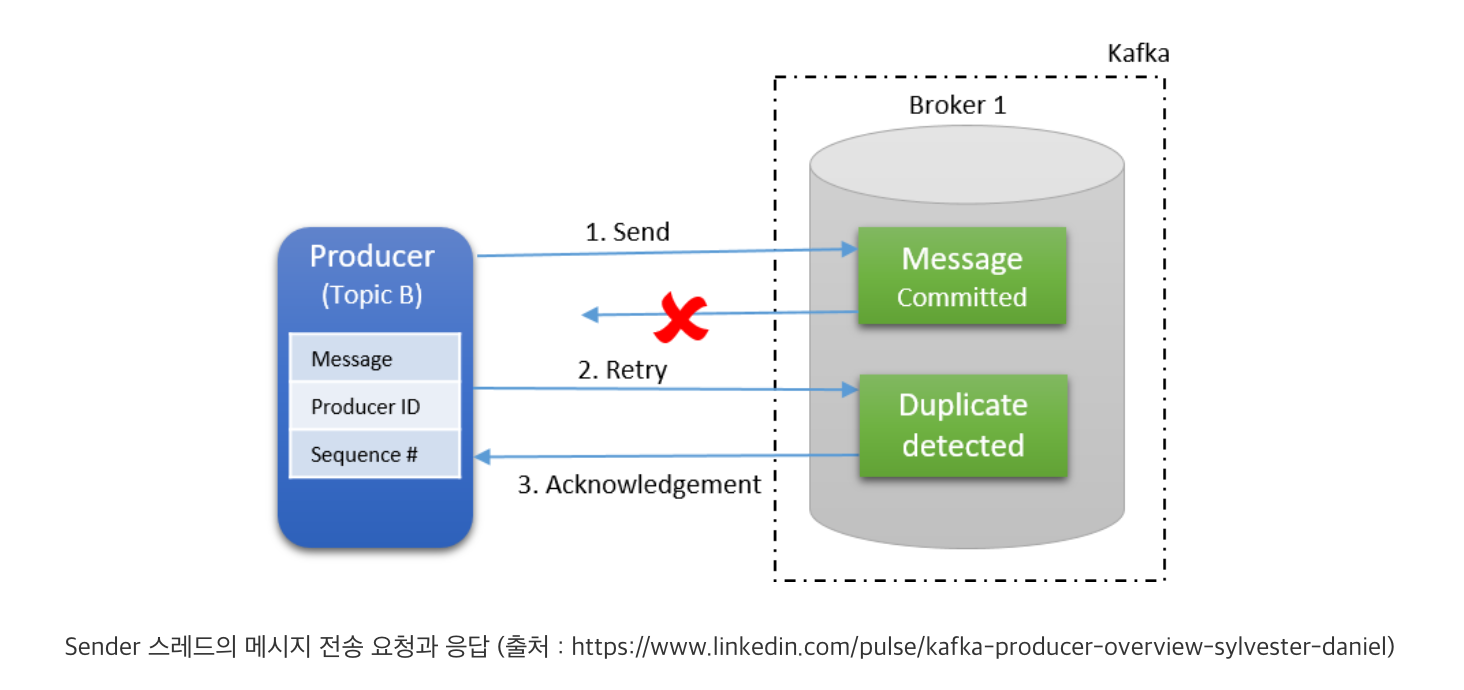 Kafka
Broker 1
1. Send
Producer
(Topic B)
Message
Committed
Message
2. Retry
Producer ID
Duplicate
detected
Sequence #
3. Acknowledgement
Sender 스레드의 메시지 전송 요청과 응답 (출처 : https://www.linkedin.com/pulse/kafka-producer-overview-sylvester-daniel)